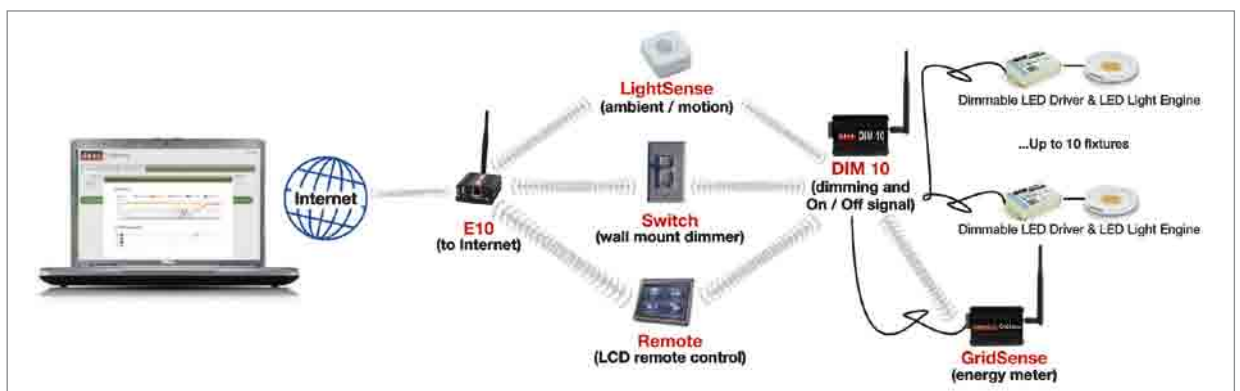 Internet
E10
(to Internet)
LightSense
(ambient / motion)
Switch
(wall mount dimmer)
Remote
(LCD remote control)
DIM 10
DIM 10
(dimming and
On / Off signal)
Dimmable LED Driver & LED Light Engine
...Up to 10 fixtures
Dimmable LED Driver & LED Light Engine
GridSense
(energy meter)